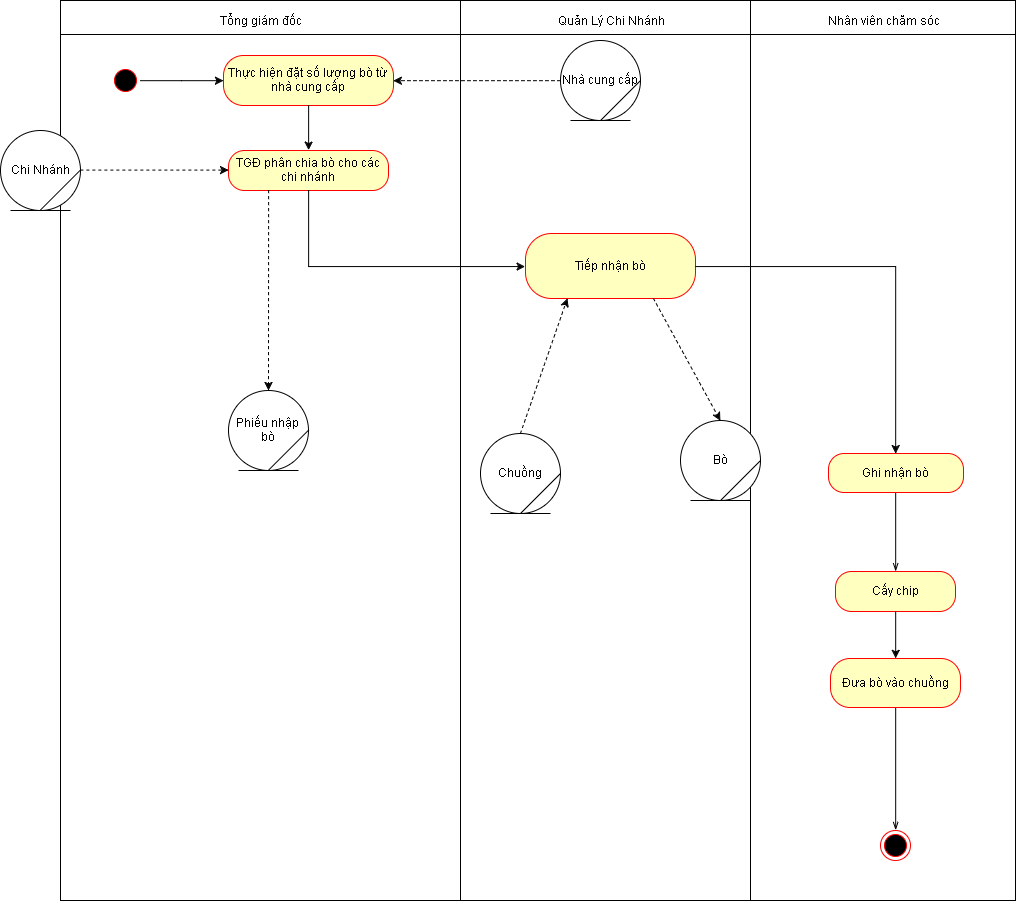 Tổng giám đốc
Quản Lý Chi Nhánh
Nhân viên chăm sóc
Thực hiện đặt số lượng bò từ
nhà cung cấp
Nhà cung cấp
Chi Nhánh
TGĐ phân chia bò cho các
chi nhánh
Tiếp nhận bò
Phiếu nhập
bò
Chuồng
Bò
Ghi nhận bò
Cấy chip
Đưa bò vào chuồng